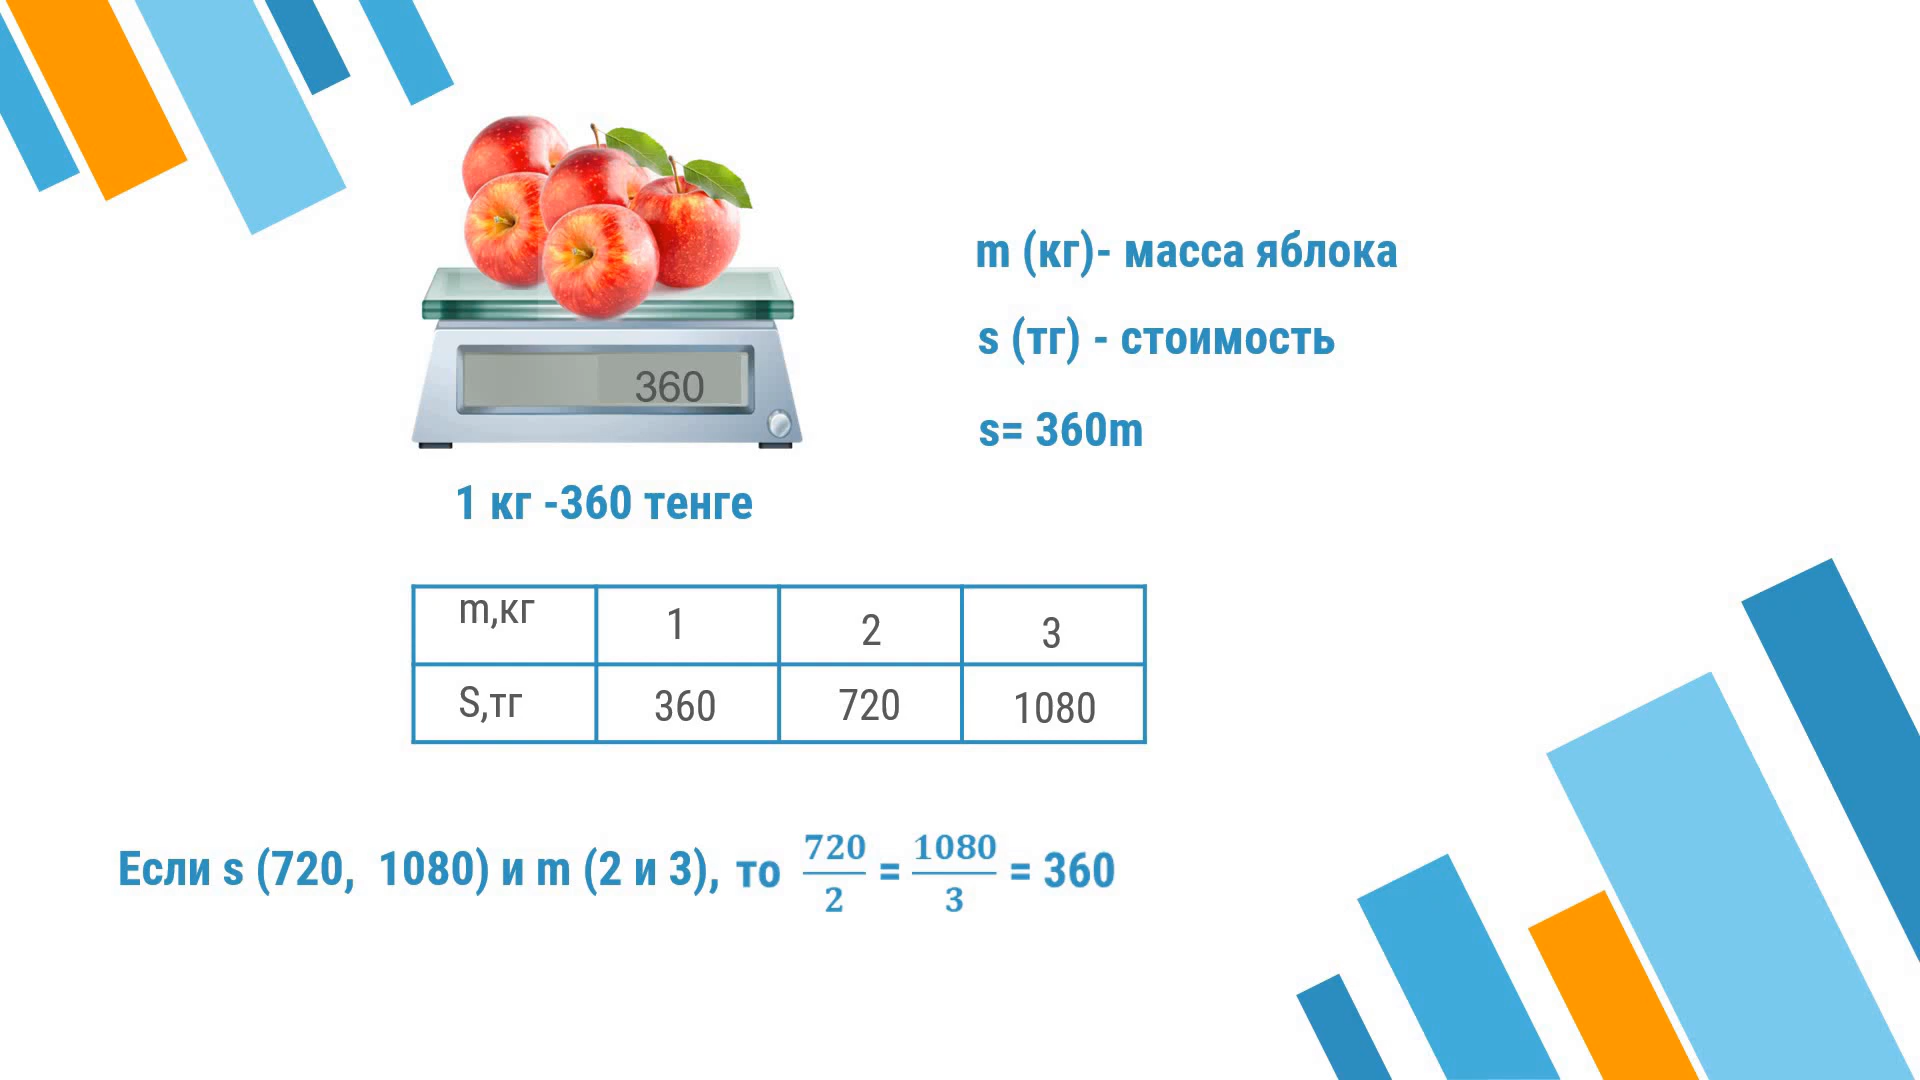 360
m (кг)- масса яблока
s (тг) - стоимость
s= 360m
1 кг -360 тенге
m,кг 1 2 3
S,тг 360 720 1080
Если s (720, 1080) и m (2 и 3), то 720/2 = 1080/3 = 360